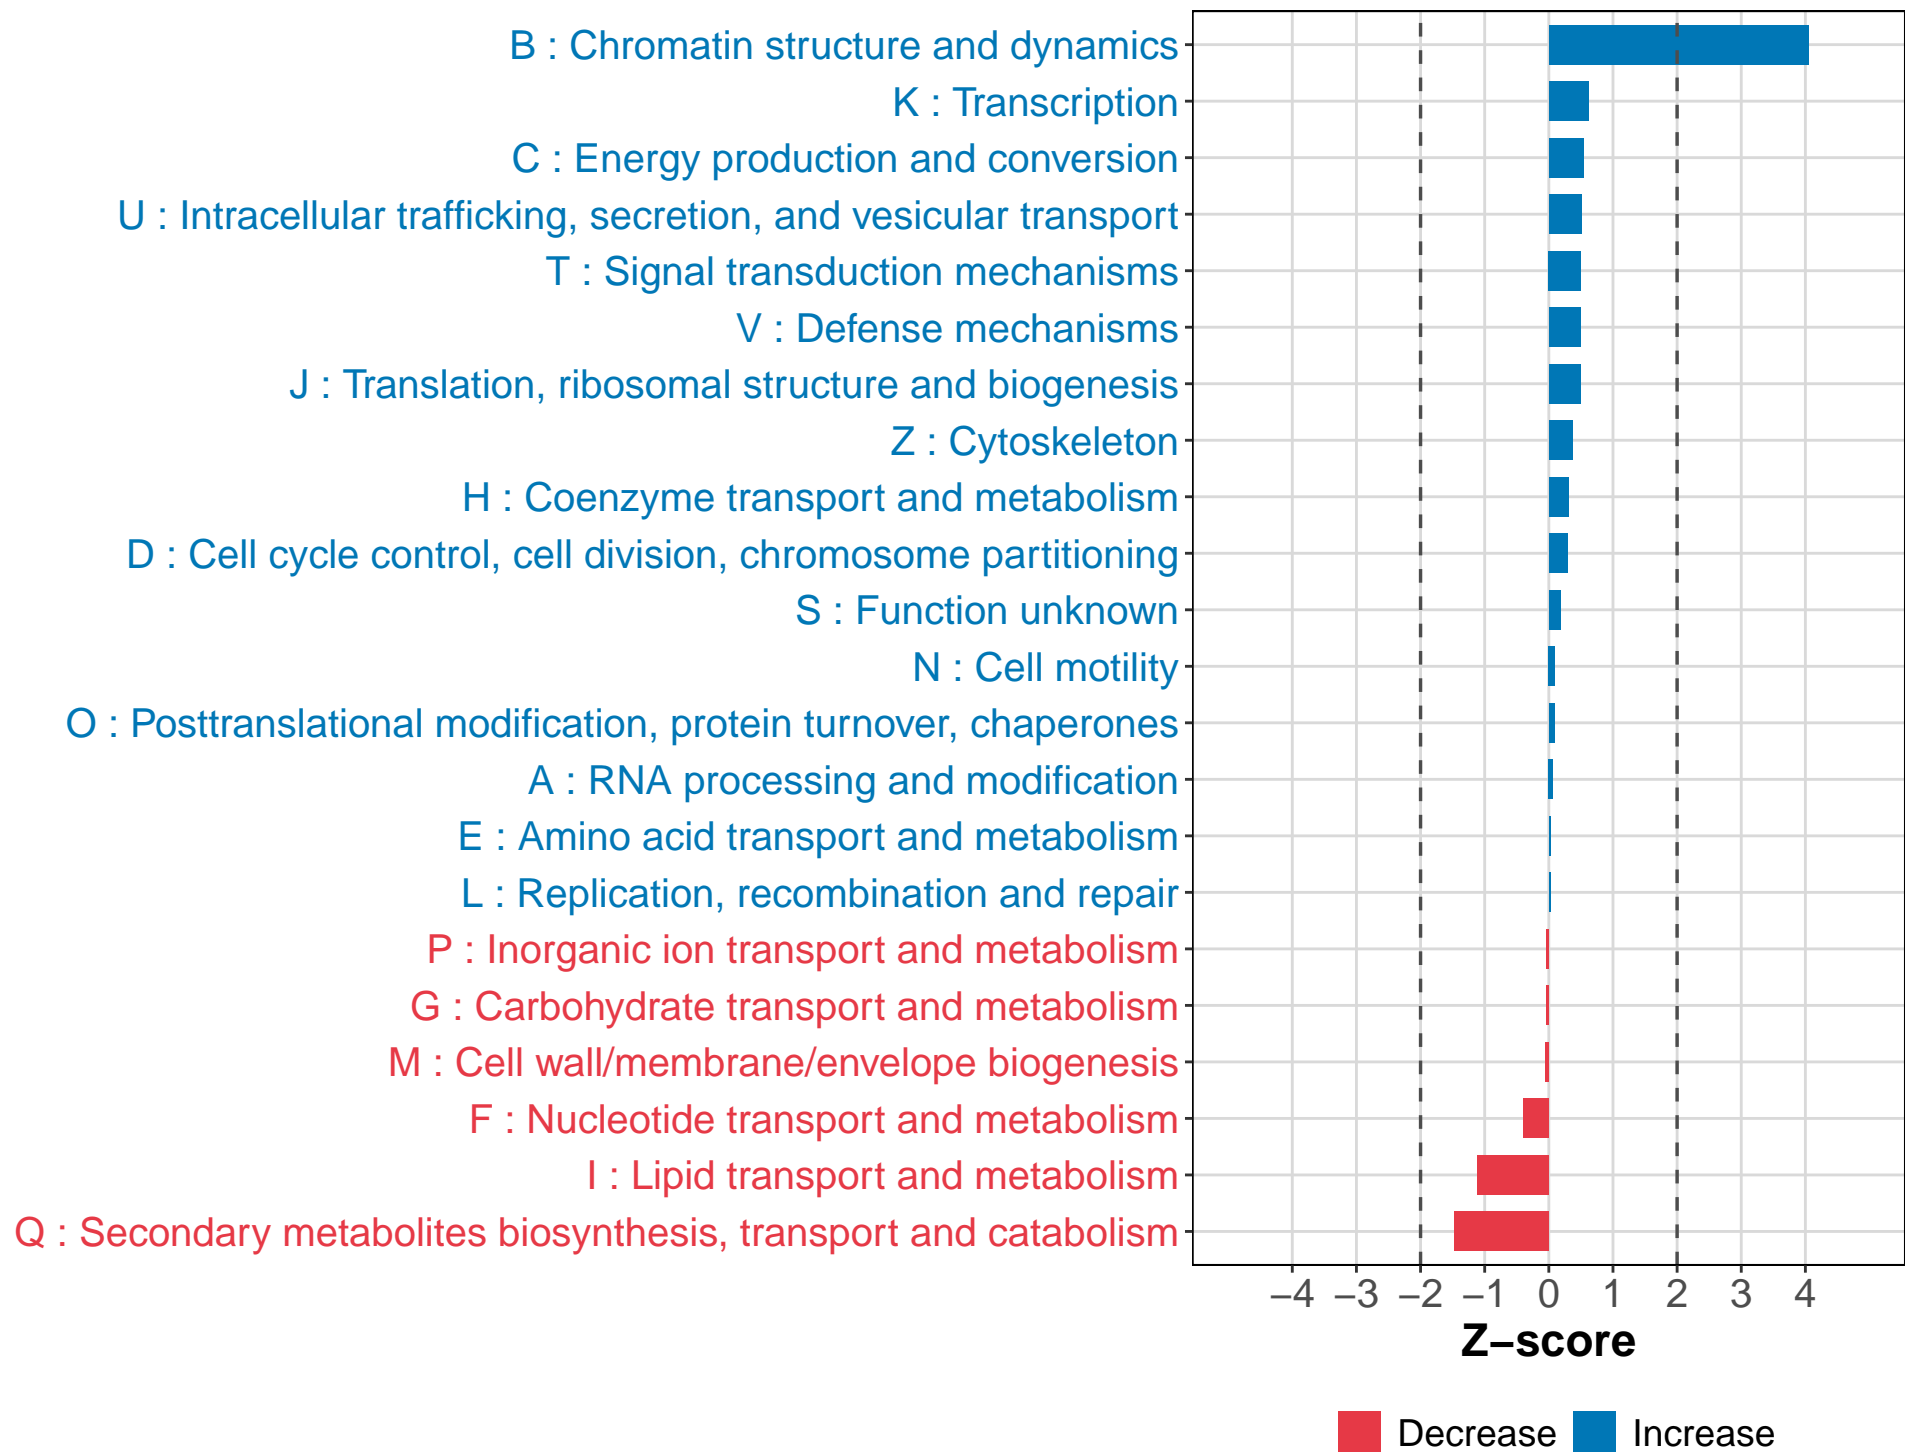 B : Chromatin structure and dynamics
K : Transcription
C : Energy production and conversion
U : Intracellular trafficking, secretion, and vesicular transport
T : Signal transduction mechanisms
V : Defense mechanisms
J : Translation, ribosomal structure and biogenesis
Z : Cytoskeleton
H : Coenzyme transport and metabolism
D : Cell cycle control, cell division, chromosome partitioning
S : Function unknown
N : Cell motility
O : Posttranslational modification, protein turnover, chaperones
A : RNA processing and modification
E : Amino acid transport and metabolism
L : Replication, recombination and repair
P : Inorganic ion transport and metabolism
G : Carbohydrate transport and metabolism
M : Cell wall/membrane/envelope biogenesis
F : Nucleotide transport and metabolism
I : Lipid transport and metabolism
Q : Secondary metabolites biosynthesis, transport and catabolism
−4 −3 −2 −1 0 1 2 3 4
Z−score
Decrease Increase